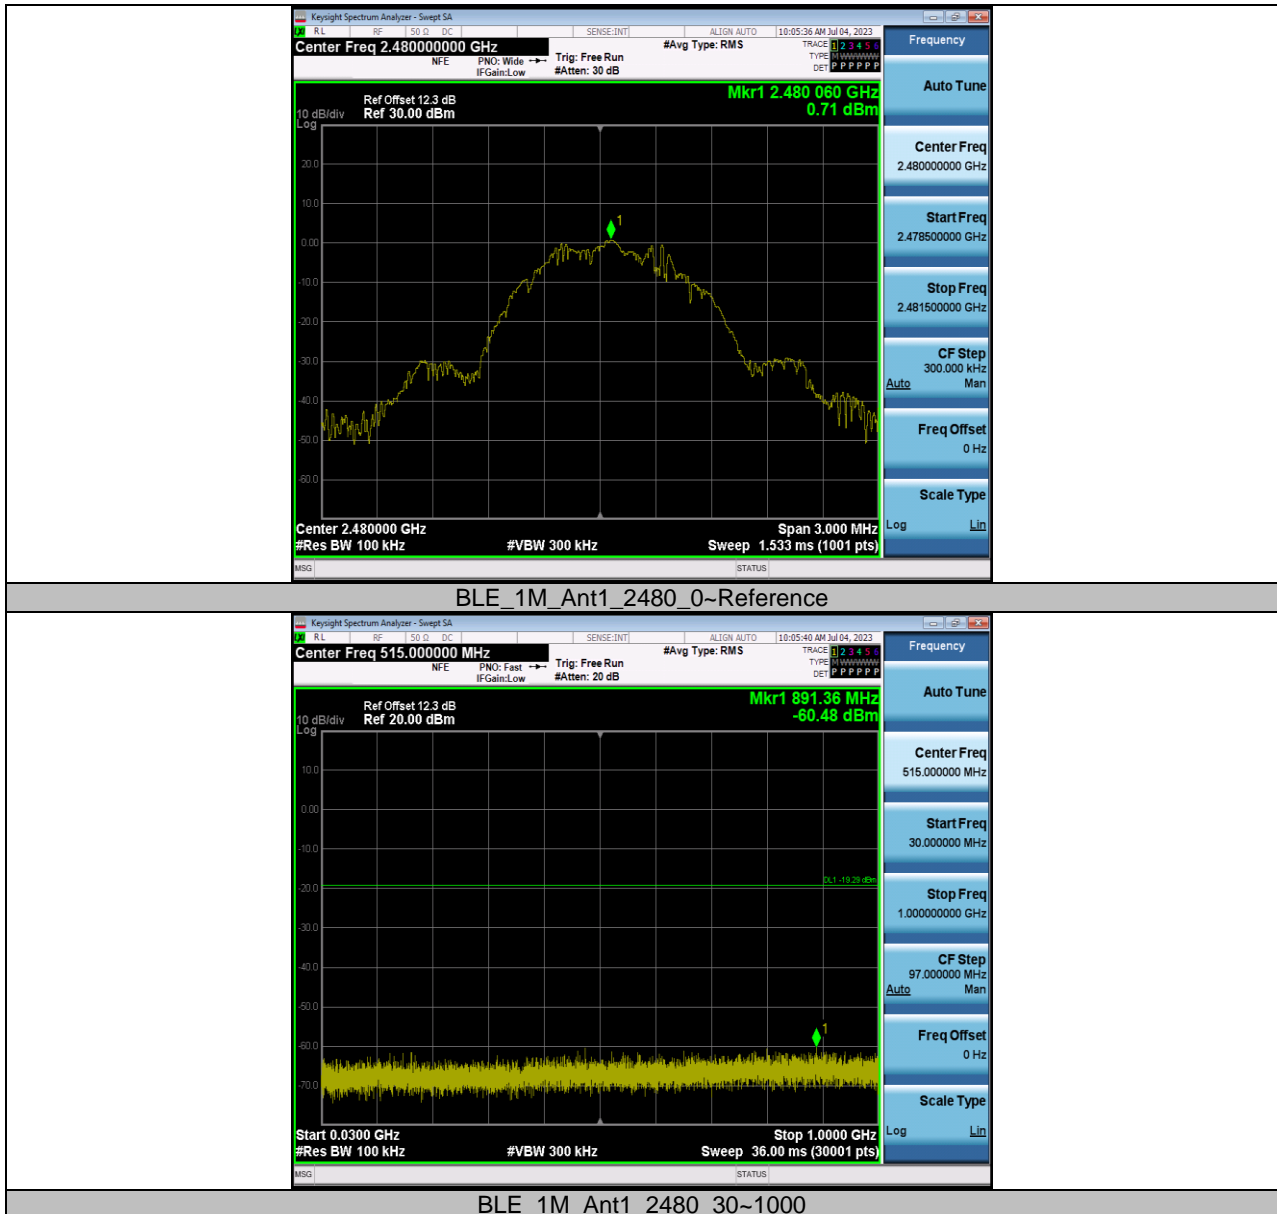 Keysight Spectrum Analyzer - Swept SA
LXI RL RF 50 Ω DC SENSE:INT ALIGN AUTO 10:05:36 AM Jul 04, 2023
Center Freq 2.480000000 GHz #Avg Type: RMS TRACE 1 2 3 4 5 6
NFE PNO: Wide Trig: Free Run TYPE M WWWWW
IFGain:Low #Atten: 30 dB DET P P P P P P
Frequency
Auto Tune
Center Freq
2.480000000 GHz
Start Freq
2.478500000 GHz
Stop Freq
2.481500000 GHz
CF Step
300.000 kHz
Auto Man
Freq Offset
0 Hz
Scale Type
Log Lin
Mkr1 2.480 060 GHz
0.71 dBm
Ref Offset 12.3 dB
10 dB/div Ref 30.00 dBm
Log
20.0
10.0
1
0.00
-10.0
-20.0
-30.0
-40.0
-50.0
-60.0
Center 2.480000 GHz Span 3.000 MHz
#Res BW 100 kHz #VBW 300 kHz Sweep 1.533 ms (1001 pts)
MSG STATUS
BLE_1M_Ant1_2480_0~Reference
Keysight Spectrum Analyzer - Swept SA
LXI RL RF 50 Ω DC SENSE:INT ALIGN AUTO 10:05:40 AM Jul 04, 2023
Center Freq 515.000000 MHz #Avg Type: RMS TRACE 1 2 3 4 5 6
NFE PNO: Fast Trig: Free Run TYPE M WWWWW
IFGain:Low #Atten: 20 dB DET P P P P P P
Frequency
Auto Tune
Center Freq
515.000000 MHz
Start Freq
30.000000 MHz
Stop Freq
1.000000000 GHz
CF Step
97.000000 MHz
Auto Man
Freq Offset
0 Hz
Scale Type
Log Lin
Mkr1 891.36 MHz
-60.48 dBm
Ref Offset 12.3 dB
10 dB/div Ref 20.00 dBm
Log
10.0
0.00
-10.0
DL1 -19.29 dBm
-20.0
-30.0
-40.0
-50.0
1
-60.0
-70.0
Start 0.0300 GHz Stop 1.0000 GHz
#Res BW 100 kHz #VBW 300 kHz Sweep 36.00 ms (30001 pts)
MSG STATUS
BLE_1M_Ant1_2480_30~1000